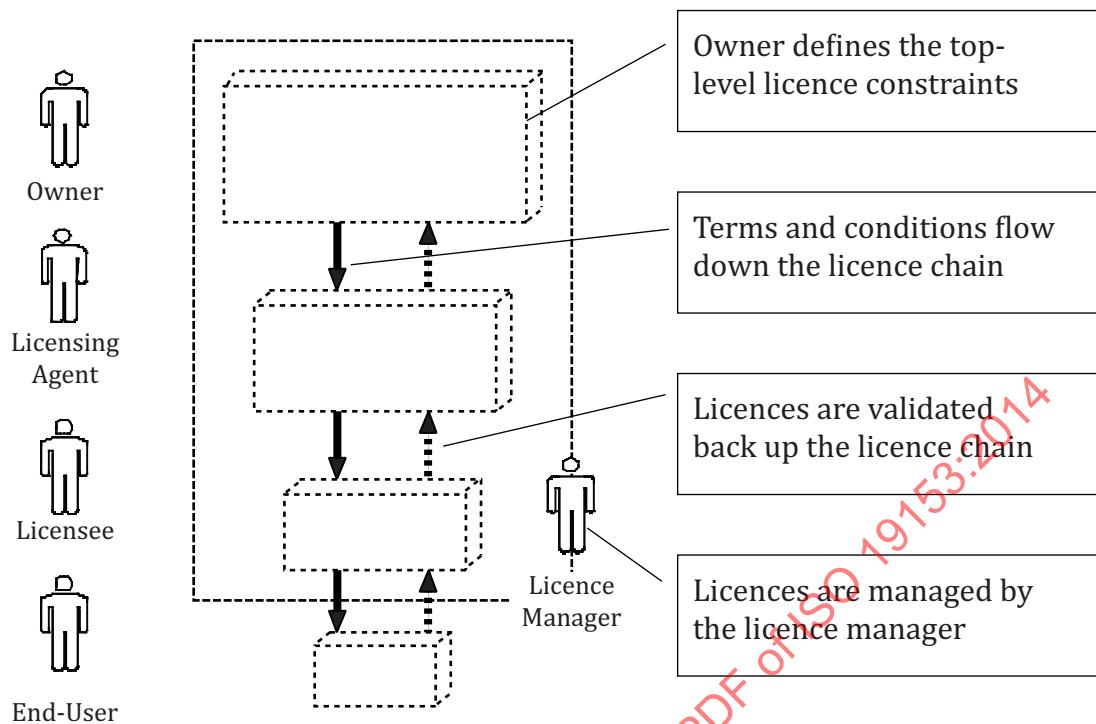 Owner defines the top-
level licence constraints
Owner
Terms and conditions flow
down the licence chain
Licensing
Agent
Licences are validated
back up the licence chain
Licensee
Licence
Manager
Licences are managed by
the licence manager
End-User
PDF of ISO 19153:2014